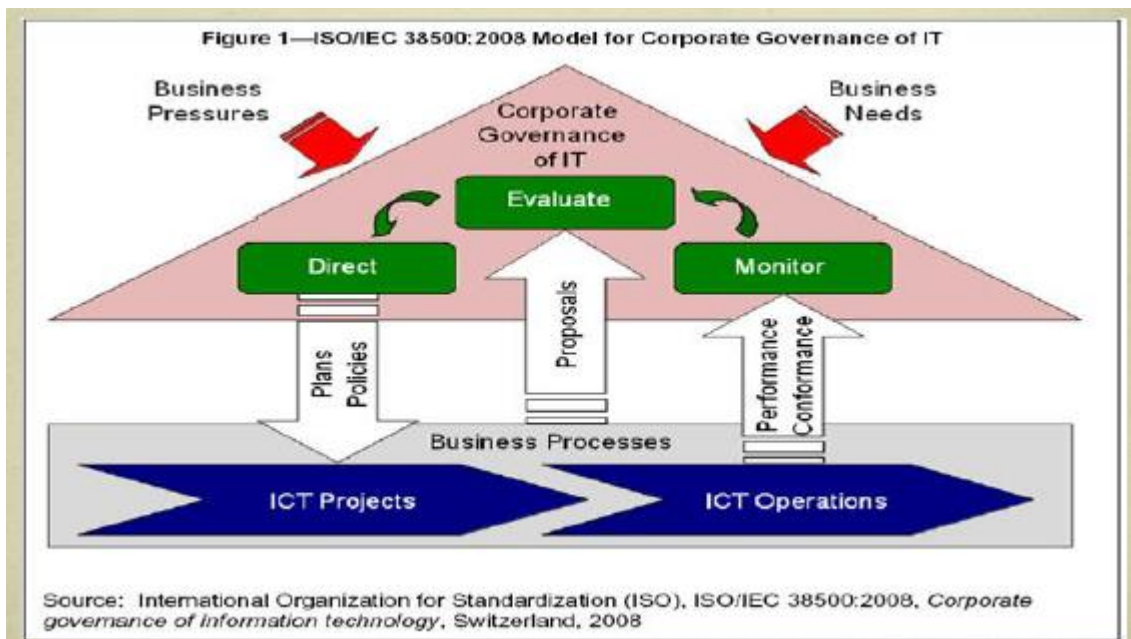 Figure 1—ISO/IEC 38500:2008 Model for Corporate Governance of IT
Business
Pressures
Business
Needs
Corporate
Governance
of IT
Evaluate
Direct
Monitor
Plans
Policies
Proposals
Performance
Conformance
Business Processes
ICT Projects
ICT Operations
Source: International Organization for Standardization (ISO), ISO/IEC 38500:2008, Corporate
governance of information technology, Switzerland, 2008